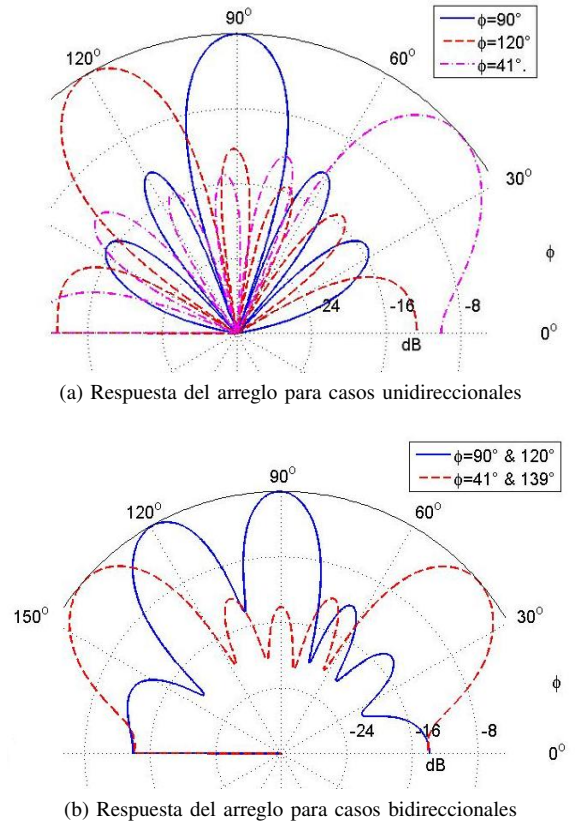 90°
φ=90°
φ=120°
φ=41°.
120°
60°
30°
φ
-24
-16
-8
0°
dB
(a) Respuesta del arreglo para casos unidireccionales
90°
φ=90° & 120°
φ=41° & 139°
120°
60°
150°
30°
φ
-24
-16
-8
0°
dB
(b) Respuesta del arreglo para casos bidireccionales